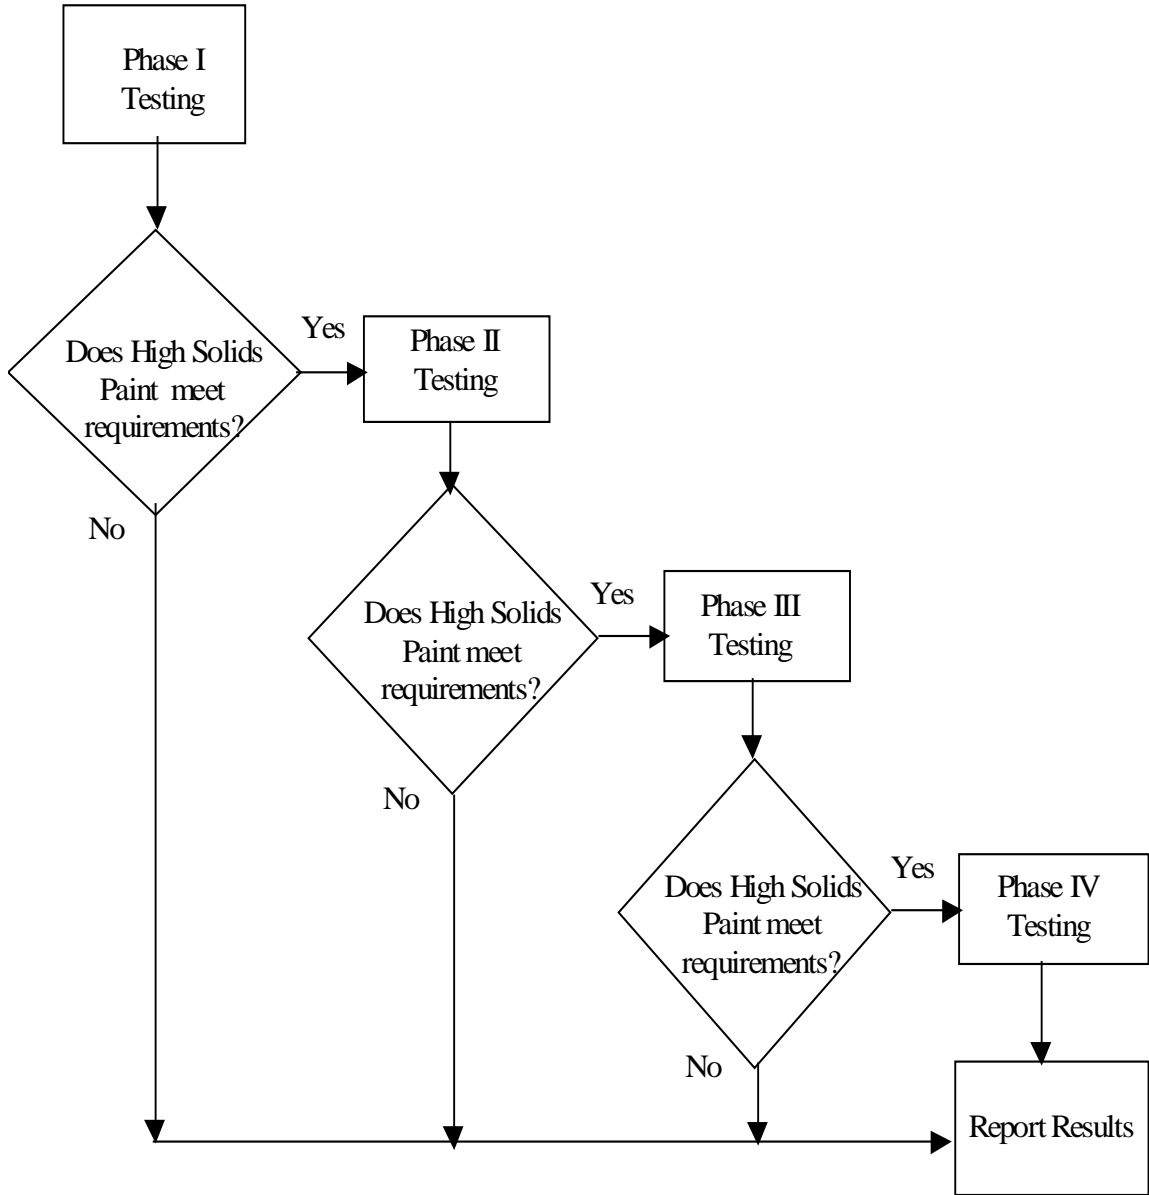 Phase I
Testing
Does High Solids
Paint meet
requirements?
Yes
No
Phase II
Testing
Does High Solids
Paint meet
requirements?
Yes
No
Phase III
Testing
Does High Solids
Paint meet
requirements?
Yes
No
Phase IV
Testing
Report Results